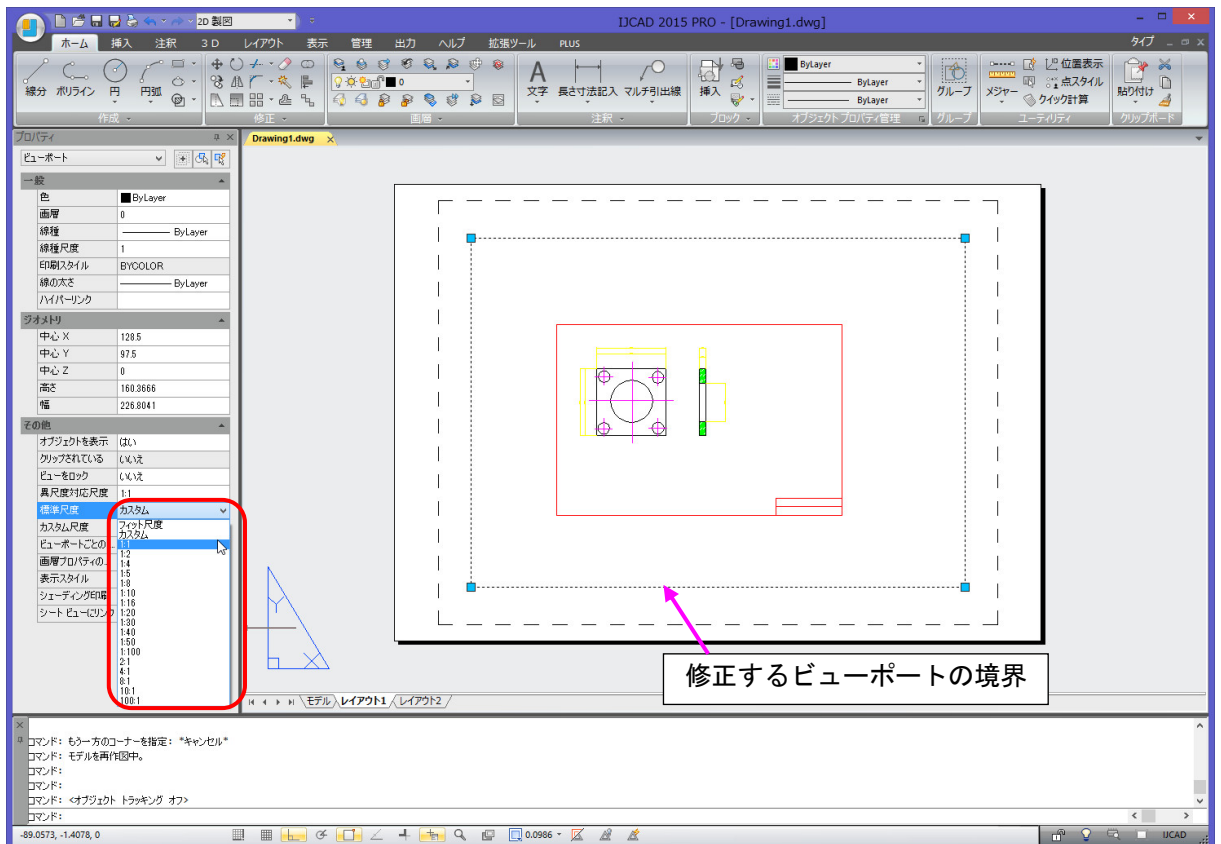 2D 製図
IJCAD 2015 PRO - [Drawing1.dwg]
ホーム 挿入 注釈 3 D レイアウト 表示 管理 出力 ヘルプ 拡張ツール PLUS
タイプ
線分 ポリライン 円 円弧
0
文字 長さ寸法記入 マルチ引出線
挿入
ByLayer
ByLayer
ByLayer
グループ
メジャー
位置表示
点スタイル
クイック計算
貼り付け
作成 修正 画層 注釈 ブロック オブジェクト プロパティ管理 グループ ユーティリティ クリップボード
プロパティ
Drawing1.dwg
ビューポート
一般
色 ByLayer
画層 0
線種 ByLayer
線種尺度 1
印刷スタイル BYCOLOR
線の太さ ByLayer
ハイパーリンク
ジオメトリ
中心 X 128.5
中心 Y 97.5
中心 Z 0
高さ 160.3666
幅 226.8041
その他
オブジェクトを表示 はい
クリップされている いいえ
ビューをロック いいえ
異尺度対応尺度 1:1
標準尺度 カスタム
カスタム尺度
ビューポートごとの...
画層プロパティの...
表示スタイル
シェーディング印刷
シート ビューにリンク
フィット尺度
カスタム
1:1
1:2
1:4
1:5
1:8
1:10
1:16
1:20
1:30
1:40
1:50
1:100
2:1
4:1
8:1
10:1
100:1
Y
X
修正するビューポートの境界
モデル レイアウト1 レイアウト2
コマンド: もう一方のコーナーを指定: *キャンセル*
コマンド: モデルを再作図中。
コマンド:
コマンド:
コマンド: <オブジェクト トラッキング オフ>
コマンド:
-89.0573, -1.4078, 0
0.0986
IJCAD